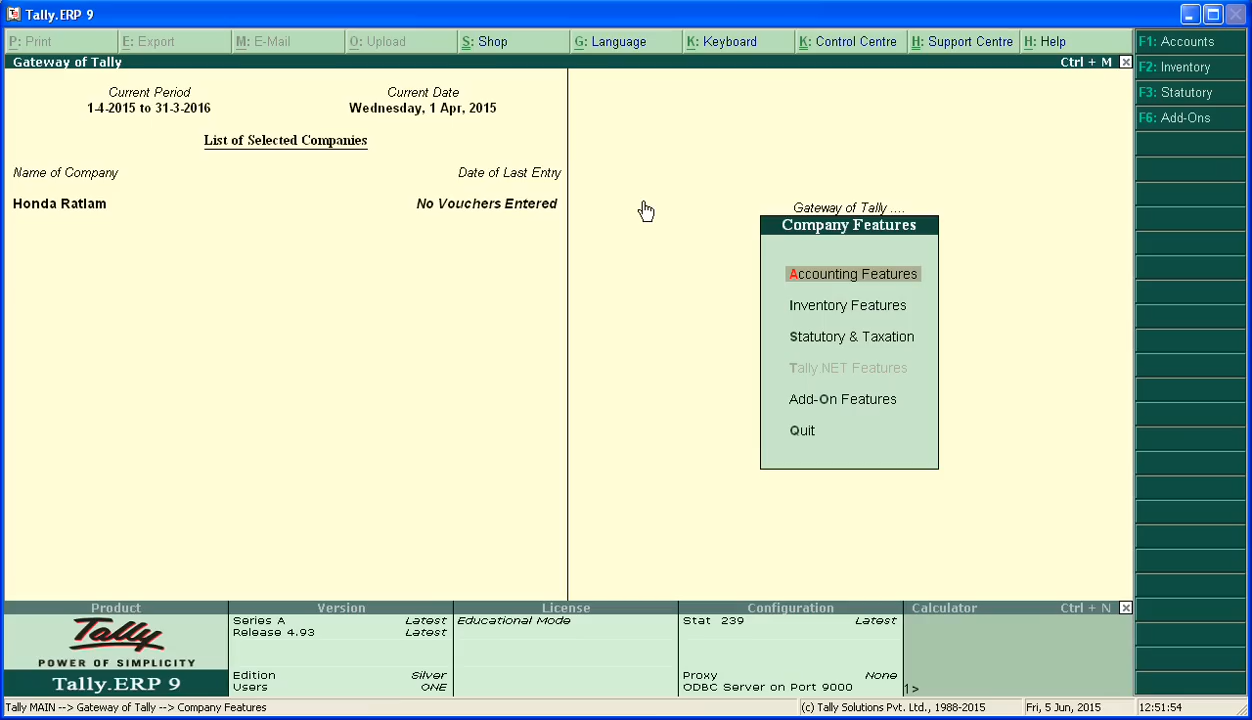 Tally.ERP 9
P: Print
E: Export
M: E-Mail
O: Upload
S: Shop
G: Language
K: Keyboard
K: Control Centre
H: Support Centre
H: Help
F1: Accounts
F2: Inventory
F3: Statutory
F6: Add-Ons
Gateway of Tally
Ctrl + M
Current Period
1-4-2015 to 31-3-2016
Current Date
Wednesday, 1 Apr, 2015
List of Selected Companies
Name of Company
Date of Last Entry
Honda Ratlam
No Vouchers Entered
Gateway of Tally ....
Company Features
Accounting Features
Inventory Features
Statutory & Taxation
Tally.NET Features
Add-On Features
Quit
Product
Tally
POWER OF SIMPLICITY
Tally.ERP 9
Version
Series A Latest
Release 4.93 Latest
Edition Silver
Users ONE
License
Educational Mode
Configuration
Stat 239 Latest
Proxy None
ODBC Server on Port 9000
Calculator
Ctrl + N
1>
Tally MAIN --> Gateway of Tally --> Company Features
(c) Tally Solutions Pvt. Ltd., 1988-2015
Fri, 5 Jun, 2015
12:51:54